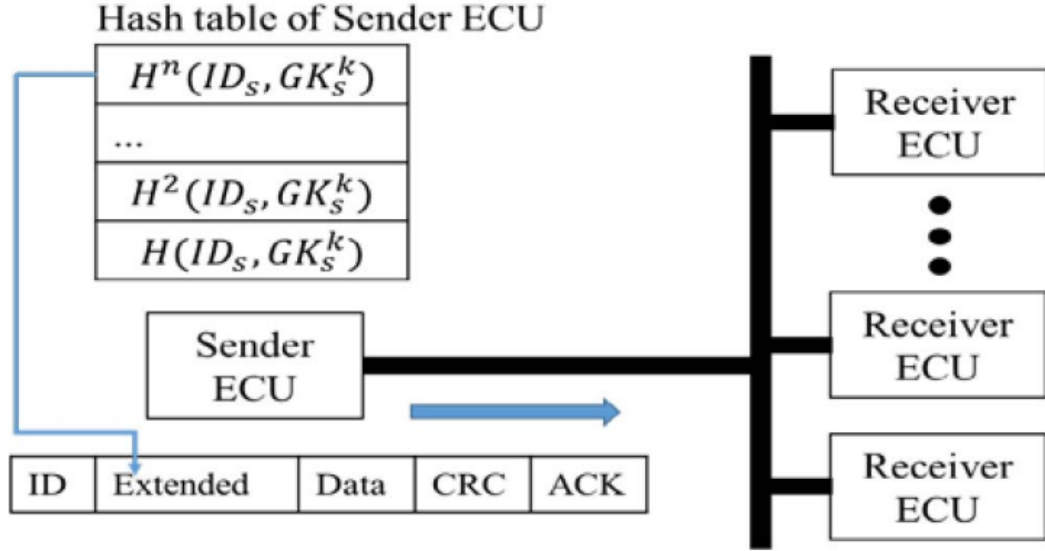 Hash table of Sender ECU
$H^n(ID_s, GK_s^k)$
...
$H^2(ID_s, GK_s^k)$
$H(ID_s, GK_s^k)$
Sender
ECU
ID Extended Data CRC ACK
Receiver
ECU
Receiver
ECU
Receiver
ECU